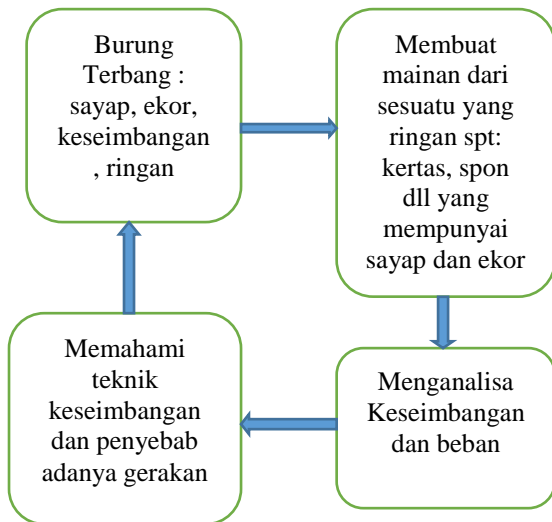 Burung
Terbang :
sayap, ekor,
keseimbangan
, ringan
Membuat
mainan dari
sesuatu yang
ringan spt:
kertas, spon
dll yang
mempunyai
sayap dan ekor
Menganalisa
Keseimbangan
dan beban
Memahami
teknik
keseimbangan
dan penyebab
adanya gerakan